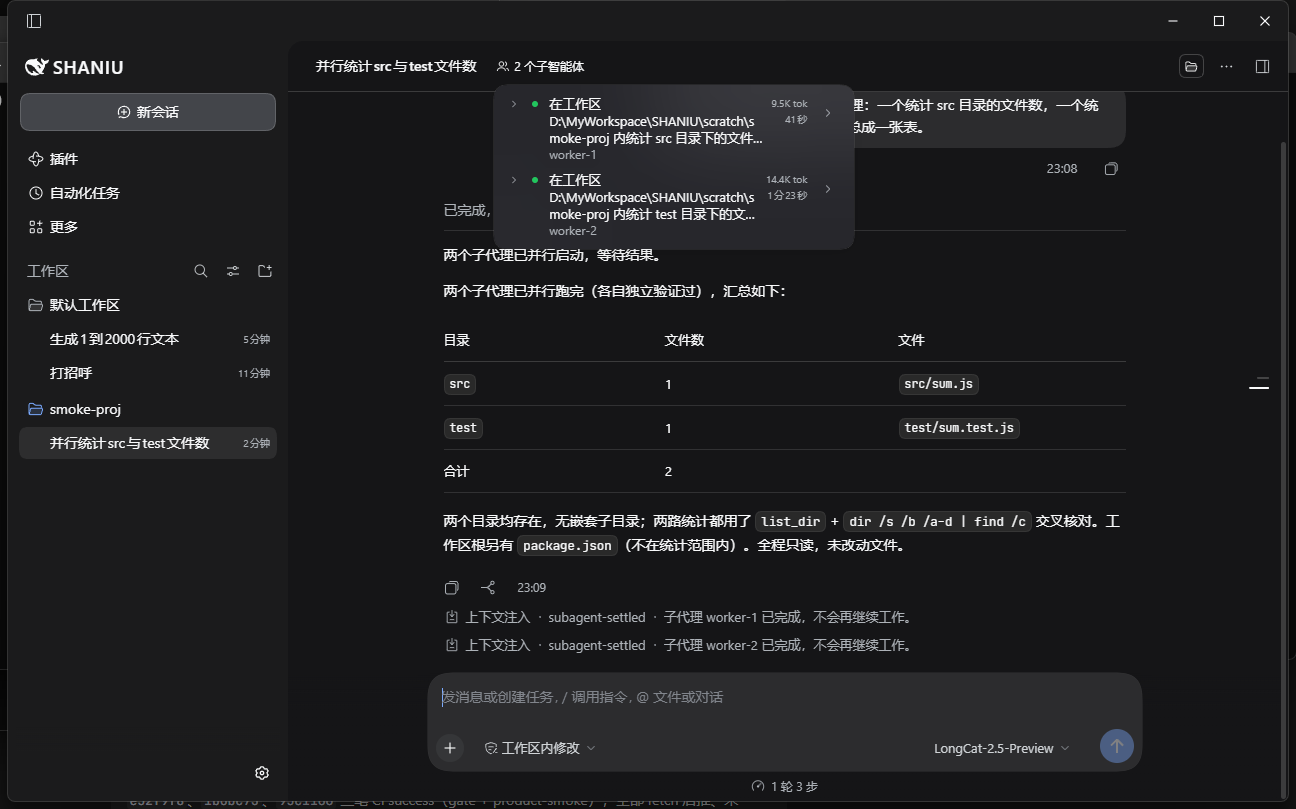 SHANIU
新会话
插件
自动化任务
更多
工作区
默认工作区
生成1到2000行文本 5分钟
打招呼 11分钟
smoke-proj
并行统计src与test文件数 2分钟
并行统计src与test文件数 2 个子智能体
在工作区 9.5K tok
D:\MyWorkspace\SHANIU\scratch\s 41秒
moke-proj 内统计 src 目录下的文件...
worker-1
在工作区 14.4K tok
D:\MyWorkspace\SHANIU\scratch\s 1分23秒
moke-proj 内统计 test 目录下的文...
worker-2
理：一个统计 src 目录的文件数，一个统
总成一张表。
23:08
已完成，
两个子代理已并行启动，等待结果。
两个子代理已并行跑完（各自独立验证过），汇总如下：
目录 文件数 文件
src 1 src/sum.js
test 1 test/sum.test.js
合计 2
两个目录均存在，无嵌套子目录；两路统计都用了 list_dir + dir /s /b /a-d | find /c 交叉核对。工
作区根另有 package.json （不在统计范围内）。全程只读，未改动文件。
23:09
上下文注入 · subagent-settled · 子代理 worker-1 已完成，不会再继续工作。
上下文注入 · subagent-settled · 子代理 worker-2 已完成，不会再继续工作。
发消息或创建任务, / 调用指令, @ 文件或对话
工作区内修改 LongCat-2.5-Preview
1 轮 3 步